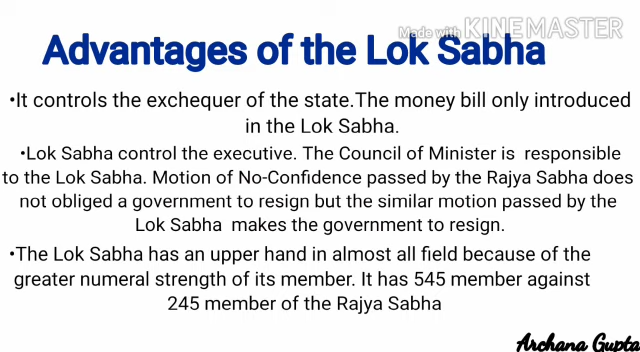 Made with KINEMASTER
Advantages of the Lok Sabha
•It controls the exchequer of the state.The money bill only introduced
in the Lok Sabha.
•Lok Sabha control the executive. The Council of Minister is responsible
to the Lok Sabha. Motion of No-Confidence passed by the Rajya Sabha does
not obliged a government to resign but the similar motion passed by the
Lok Sabha makes the government to resign.
•The Lok Sabha has an upper hand in almost all field because of the
greater numeral strength of its member. It has 545 member against
245 member of the Rajya Sabha
Archana Gupta